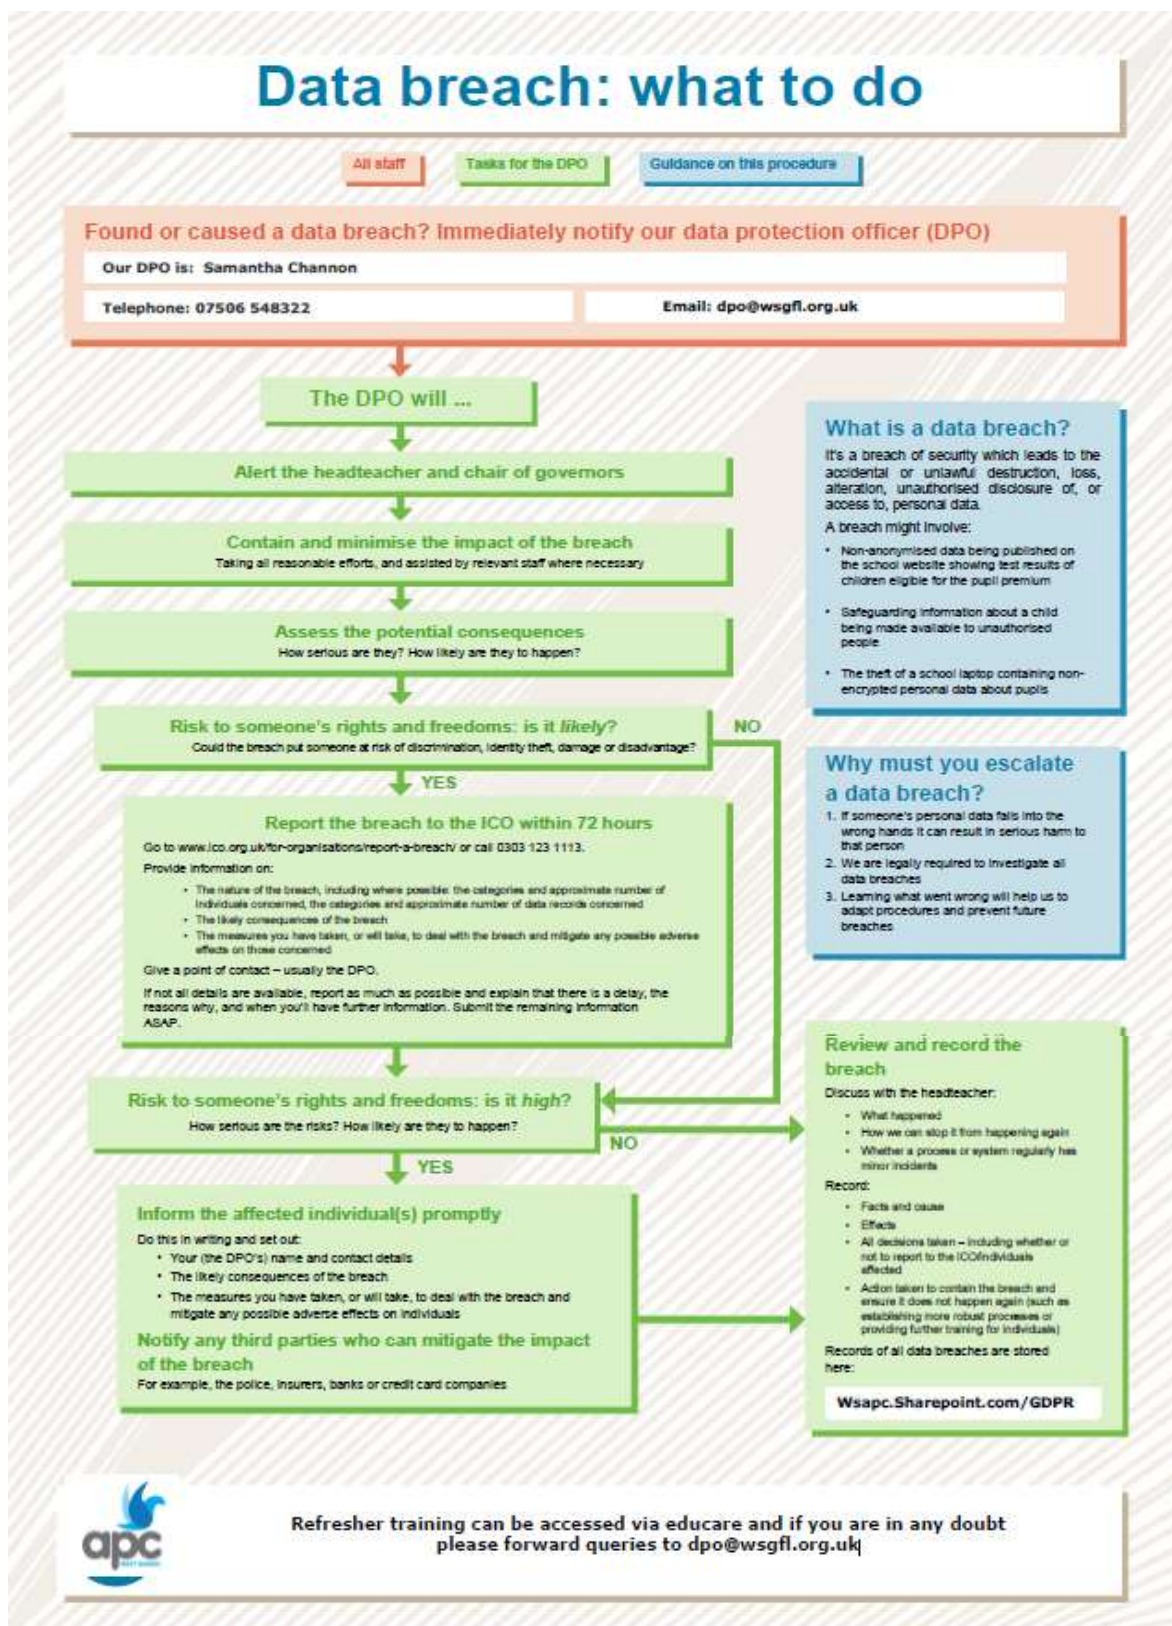 Data breach: what to do
All staff
Tasks for the DPO
Guidance on this procedure
Found or caused a data breach? Immediately notify our data protection officer (DPO)
Our DPO is: Samantha Channon
Telephone: 07506 548322
Email: dpo@wsgfl.org.uk
The DPO will ...
Alert the headteacher and chair of governors
Contain and minimise the impact of the breach
Taking all reasonable efforts, and assisted by relevant staff where necessary
Assess the potential consequences
How serious are they? How likely are they to happen?
Risk to someone's rights and freedoms: is it likely?
Could the breach put someone at risk of discrimination, identity theft, damage or disadvantage?
NO
YES
Report the breach to the ICO within 72 hours
Go to www.ico.org.uk/for-organisations/report-a-breach/ or call 0303 123 1113.
Provide information on:
• The nature of the breach, including where possible: the categories and approximate number of
individuals concerned, the categories and approximate number of data records concerned
• The likely consequences of the breach
• The measures you have taken, or will take, to deal with the breach and mitigate any possible adverse
effects on those concerned
Give a point of contact – usually the DPO.
If not all details are available, report as much as possible and explain that there is a delay, the
reasons why, and when you'll have further information. Submit the remaining information
ASAP.
Risk to someone's rights and freedoms: is it high?
How serious are the risks? How likely are they to happen?
NO
YES
Inform the affected individual(s) promptly
Do this in writing and set out:
• Your (the DPO's) name and contact details
• The likely consequences of the breach
• The measures you have taken, or will take, to deal with the breach and
mitigate any possible adverse effects on individuals
Notify any third parties who can mitigate the impact
of the breach
For example, the police, insurers, banks or credit card companies
What is a data breach?
It's a breach of security which leads to the
accidental or unlawful destruction, loss,
alteration, unauthorised disclosure of, or
access to, personal data.
A breach might involve:
• Non-anonymised data being published on
the school website showing test results of
children eligible for the pupil premium
• Safeguarding information about a child
being made available to unauthorised
people
• The theft of a school laptop containing non-
encrypted personal data about pupils
Why must you escalate
a data breach?
1. If someone's personal data falls into the
wrong hands it can result in serious harm to
that person
2. We are legally required to investigate all
data breaches
3. Learning what went wrong will help us to
adapt procedures and prevent future
breaches
Review and record the
breach
Discuss with the headteacher:
• What happened
• How we can stop it from happening again
• Whether a process or system regularly has
minor incidents
Record:
• Facts and cause
• Effects
• All decisions taken – including whether or
not to report to the ICO/individuals
affected
• Action taken to contain the breach and
ensure it does not happen again (such as
establishing more robust processes or
providing further training for individuals)
Records of all data breaches are stored
here:
Wsapc.Sharepoint.com/GDPR
apc
Refresher training can be accessed via educare and if you are in any doubt
please forward queries to dpo@wsgfl.org.uk